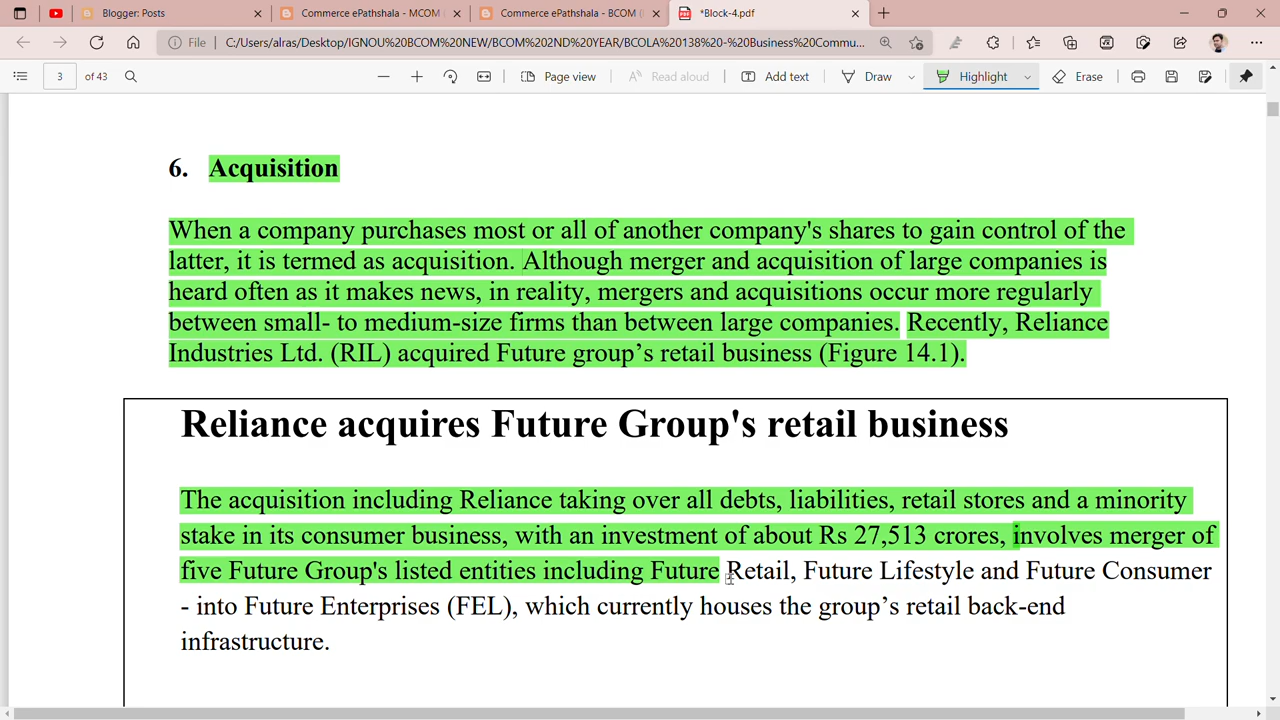 Blogger: Posts
Commerce ePathshala - MCOM (
Commerce ePathshala - BCOM (
*Block-4.pdf
File
C:/Users/alras/Desktop/IGNOU%20BCOM%20NEW/BCOM%202ND%20YEAR/BCOLA%20138%20-%20Business%20Commu...
3 of 43
Page view
Read aloud
Add text
Draw
Highlight
Erase
6. Acquisition
When a company purchases most or all of another company's shares to gain control of the
latter, it is termed as acquisition. Although merger and acquisition of large companies is
heard often as it makes news, in reality, mergers and acquisitions occur more regularly
between small- to medium-size firms than between large companies. Recently, Reliance
Industries Ltd. (RIL) acquired Future group’s retail business (Figure 14.1).
Reliance acquires Future Group's retail business
The acquisition including Reliance taking over all debts, liabilities, retail stores and a minority
stake in its consumer business, with an investment of about Rs 27,513 crores, involves merger of
five Future Group's listed entities including Future Retail, Future Lifestyle and Future Consumer
- into Future Enterprises (FEL), which currently houses the group’s retail back-end
infrastructure.